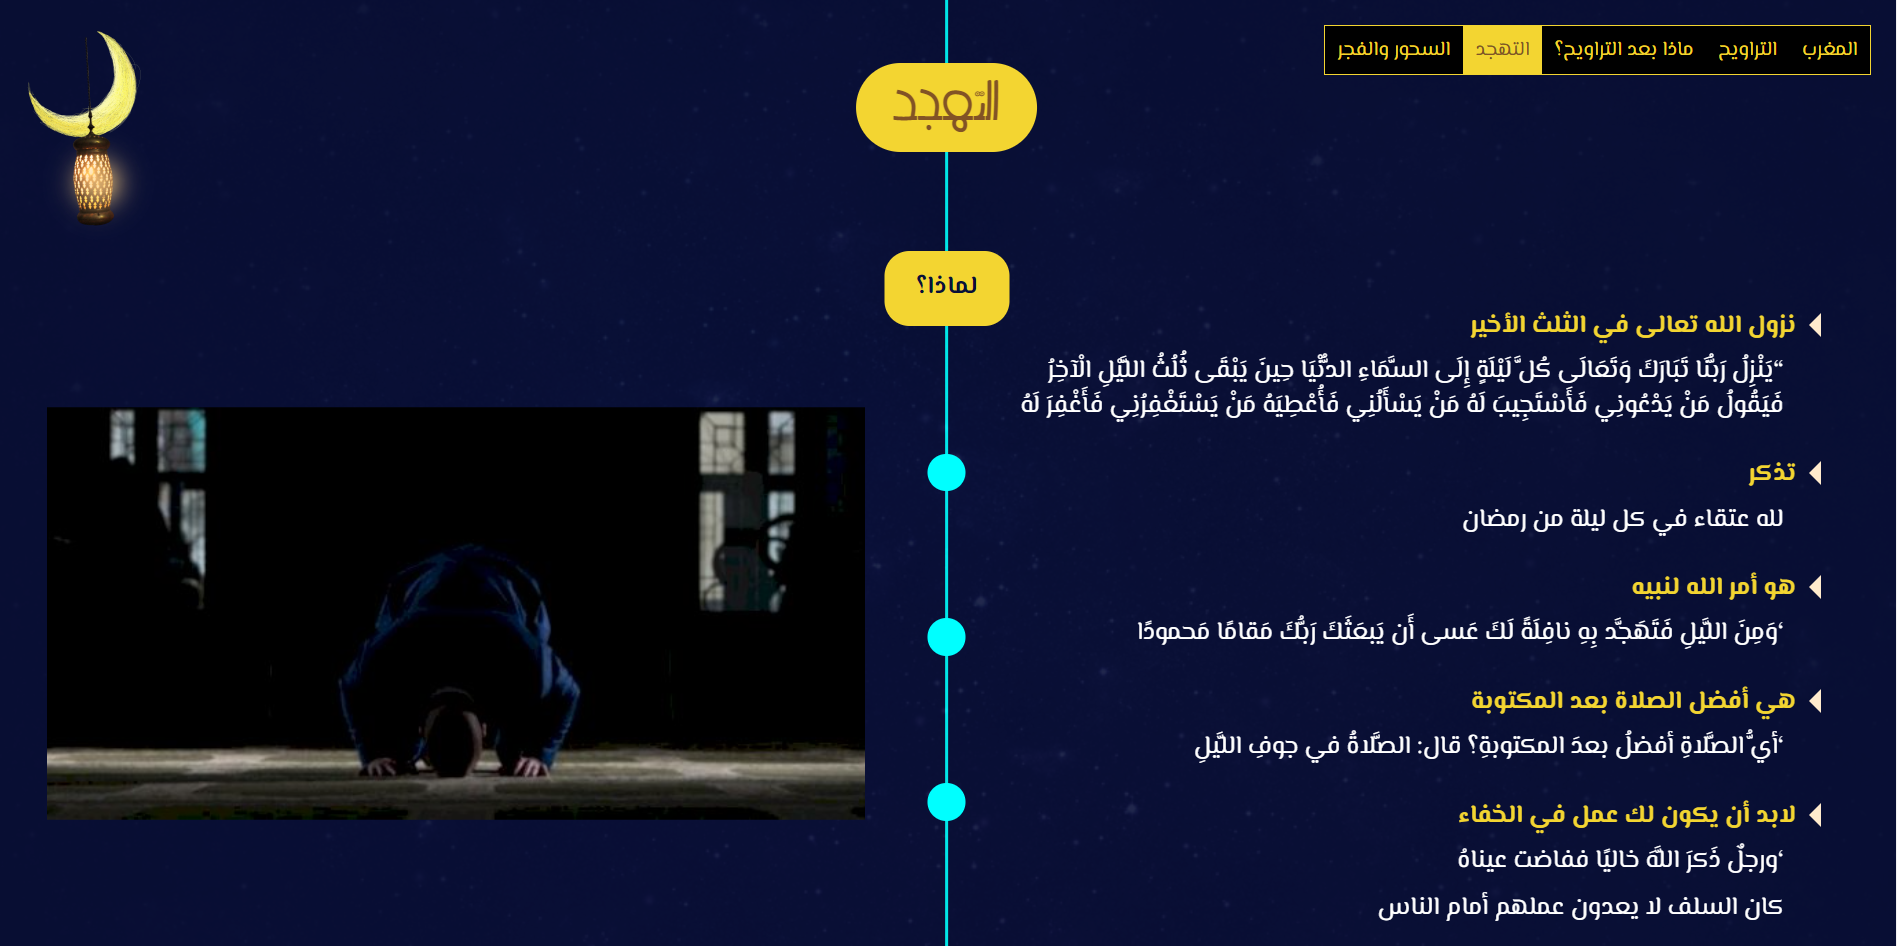 المغرب
التراويح
ماذا بعد التراويح؟
التهجد
السحور والفجر
التهجد
لماذا؟
نزول الله تعالى في الثلث الأخير
“يَنْزِلُ رَبُّنَا تَبَارَكَ وَتَعَالَى كُلَّ لَيْلَةٍ إِلَى السَّمَاءِ الدُّنْيَا حِينَ يَبْقَى ثُلُثُ اللَّيْلِ الْآخِرُ
فَيَقُولُ مَنْ يَدْعُونِي فَأَسْتَجِيبَ لَهُ مَنْ يَسْأَلُنِي فَأُعْطِيَهُ مَنْ يَسْتَغْفِرُنِي فَأَغْفِرَ لَهُ
تذكر
لله عتقاء في كل ليلة من رمضان
هو أمر الله لنبيه
‘وَمِنَ اللَّيلِ فَتَهَجَّد بِهِ نافِلَةً لَكَ عَسى أَن يَبعَثَكَ رَبُّكَ مَقامًا مَحمودًا
هي أفضل الصلاة بعد المكتوبة
‘أيُّ الصَّلاةِ أفضلُ بعدَ المكتوبةِ؟ قال: الصَّلاةُ في جوفِ اللَّيلِ
لابد أن يكون لك عمل في الخفاء
‘ورجلٌ ذَكرَ اللَّهَ خاليًا ففاضت عيناهُ
كان السلف لا يعدون عملهم أمام الناس